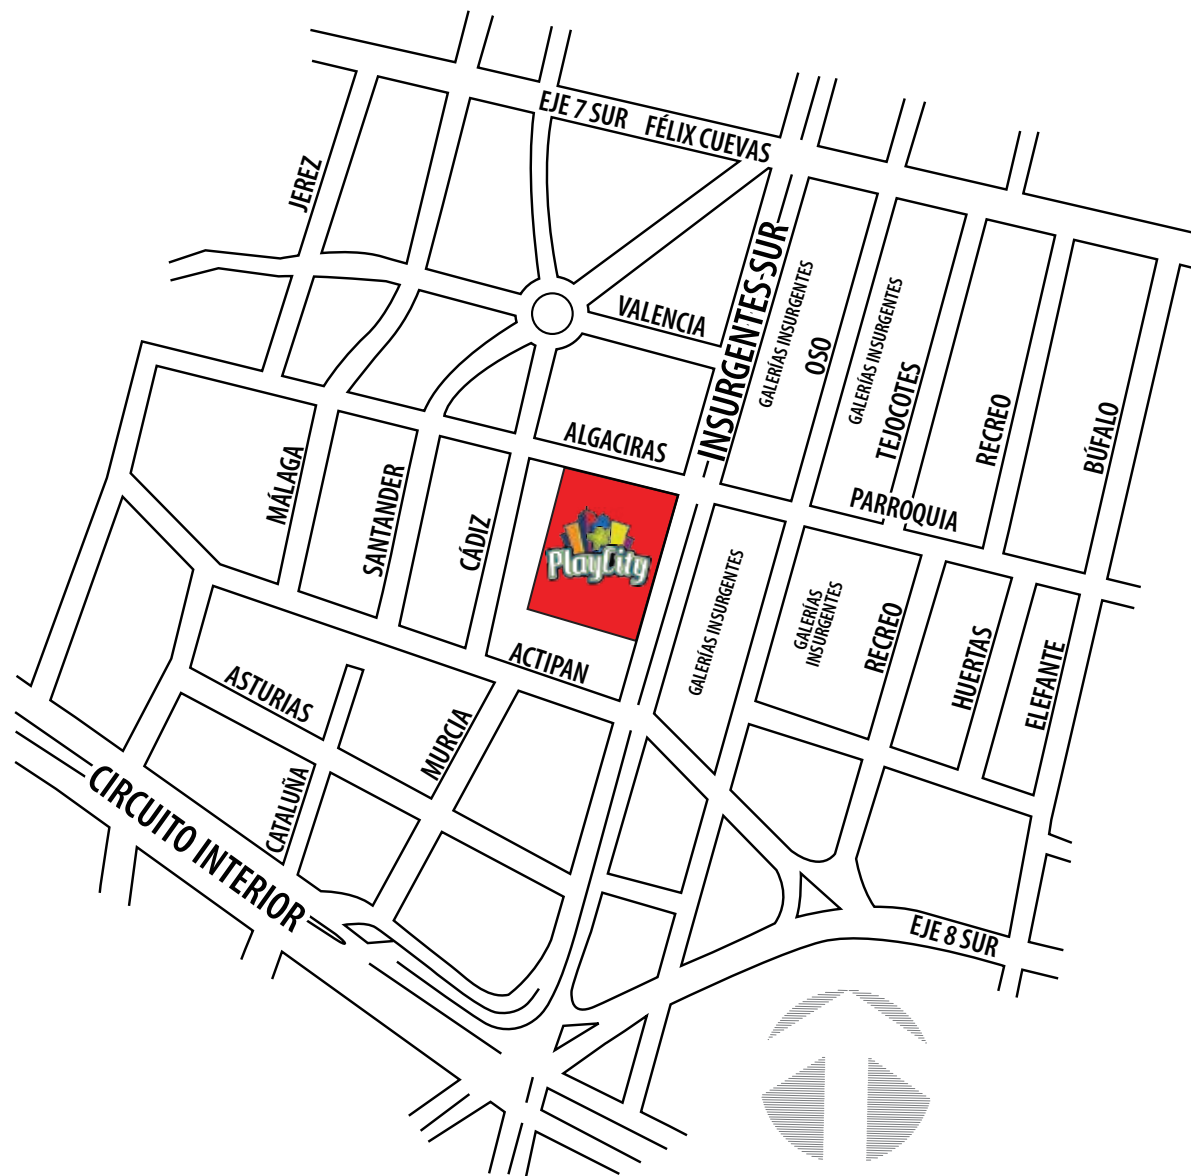 EJE 7 SUR FÉLIX CUEVAS
JEREZ
INSURGENTES-SUR
VALENCIA
GALERÍAS INSURGENTES
OSO
GALERÍAS INSURGENTES
TEJOCOTES
RECREO
BÚFALO
ALGACIRAS
MÁLAGA
SANTANDER
CÁDIZ
PARROQUIA
PlayCity
GALERÍAS INSURGENTES
GALERÍAS
INSURGENTES
RECREO
HUERTAS
ELEFANTE
ACTIPAN
ASTURIAS
MURCIA
CATALUÑA
CIRCUITO INTERIOR
EJE 8 SUR